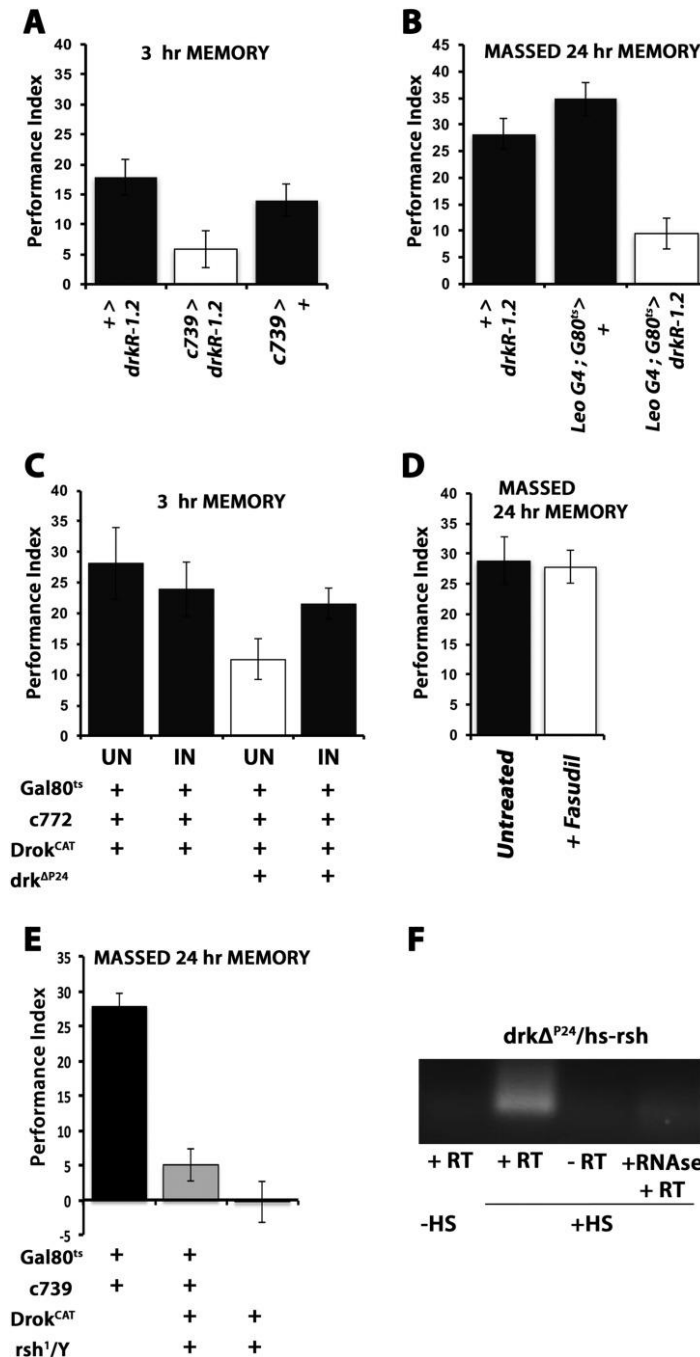 A
3 hr MEMORY
Performance Index
40
35
30
25
20
15
10
5
0
+ >
drkR-1.2
c739 >
drkR-1.2
c739 >
+
B
MASSED 24 hr MEMORY
Performance Index
40
35
30
25
20
15
10
5
0
+ >
drkR-1.2
Leo G4 ; G80ts>
+
Leo G4 ; G80ts>
drkR-1.2
C
3 hr MEMORY
Performance Index
40
35
30
25
20
15
10
5
0
UN IN UN IN
Gal80ts + + + +
c772 + + + +
DrokCAT + + + +
drkΔP24 + +
D
MASSED
24 hr MEMORY
Performance Index
40
35
30
25
20
15
10
5
0
Untreated
+ Fasudil
E
MASSED 24 hr MEMORY
Performance Index
35
30
25
20
15
10
5
0
-5
Gal80ts + +
c739 + +
DrokCAT + +
rsh1/Y + +
F
drkΔP24/hs-rsh
+ RT + RT - RT +RNAse
+ RT
-HS +HS